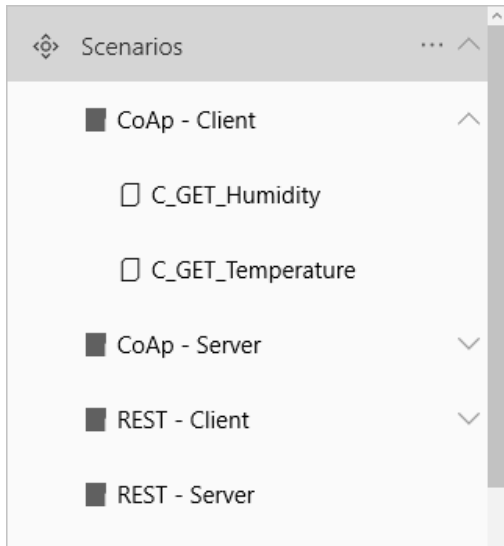 Scenarios
CoAp - Client
C_GET_Humidity
C_GET_Temperature
CoAp - Server
REST - Client
REST - Server